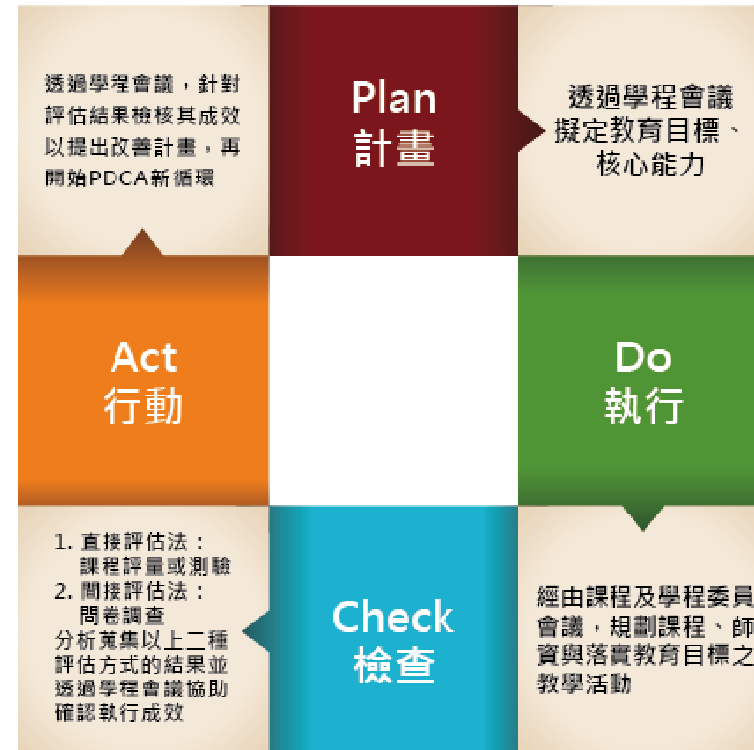 Plan
計畫
透過學程會議
擬定教育目標、
核心能力
Do
執行
經由課程及學程委員
會議，規劃課程、師
資與落實教育目標之
教學活動
Check
檢查
1. 直接評估法：
課程評量或測驗
2. 間接評估法：
問卷調查
分析蒐集以上二種
評估方式的結果並
透過學程會議協助
確認執行成效
Act
行動
透過學程會議，針對
評估結果檢核其成效
以提出改善計畫，再
開始PDCA新循環